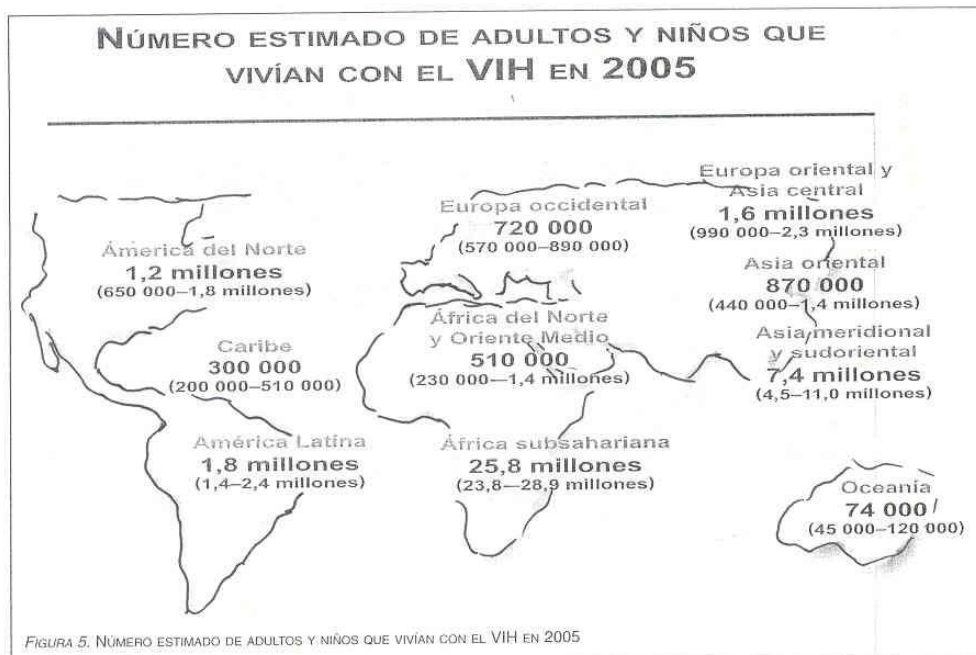 NÚMERO ESTIMADO DE ADULTOS Y NIÑOS QUE
VIVÍAN CON EL VIH EN 2005
Europa oriental y
Asia central
1,6 millones
(990 000–2,3 millones)
Europa occidental
720 000
(570 000–890 000)
Ámerica del Norte
1,2 millones
(650 000–1,8 millones)
Asia oriental
870 000
(440 000–1,4 millones)
África del Norte
y Oriente Medio
510 000
(230 000–1,4 millones)
Caribe
300 000
(200 000–510 000)
Asia meridional
y sudoriental
7,4 millones
(4,5–11,0 millones)
América Latina
1,8 millones
(1,4–2,4 millones)
África subsahariana
25,8 millones
(23,8–28,9 millones)
Oceanía
74 000
(45 000–120 000)
FIGURA 5. NÚMERO ESTIMADO DE ADULTOS Y NIÑOS QUE VIVÍAN CON EL VIH EN 2005